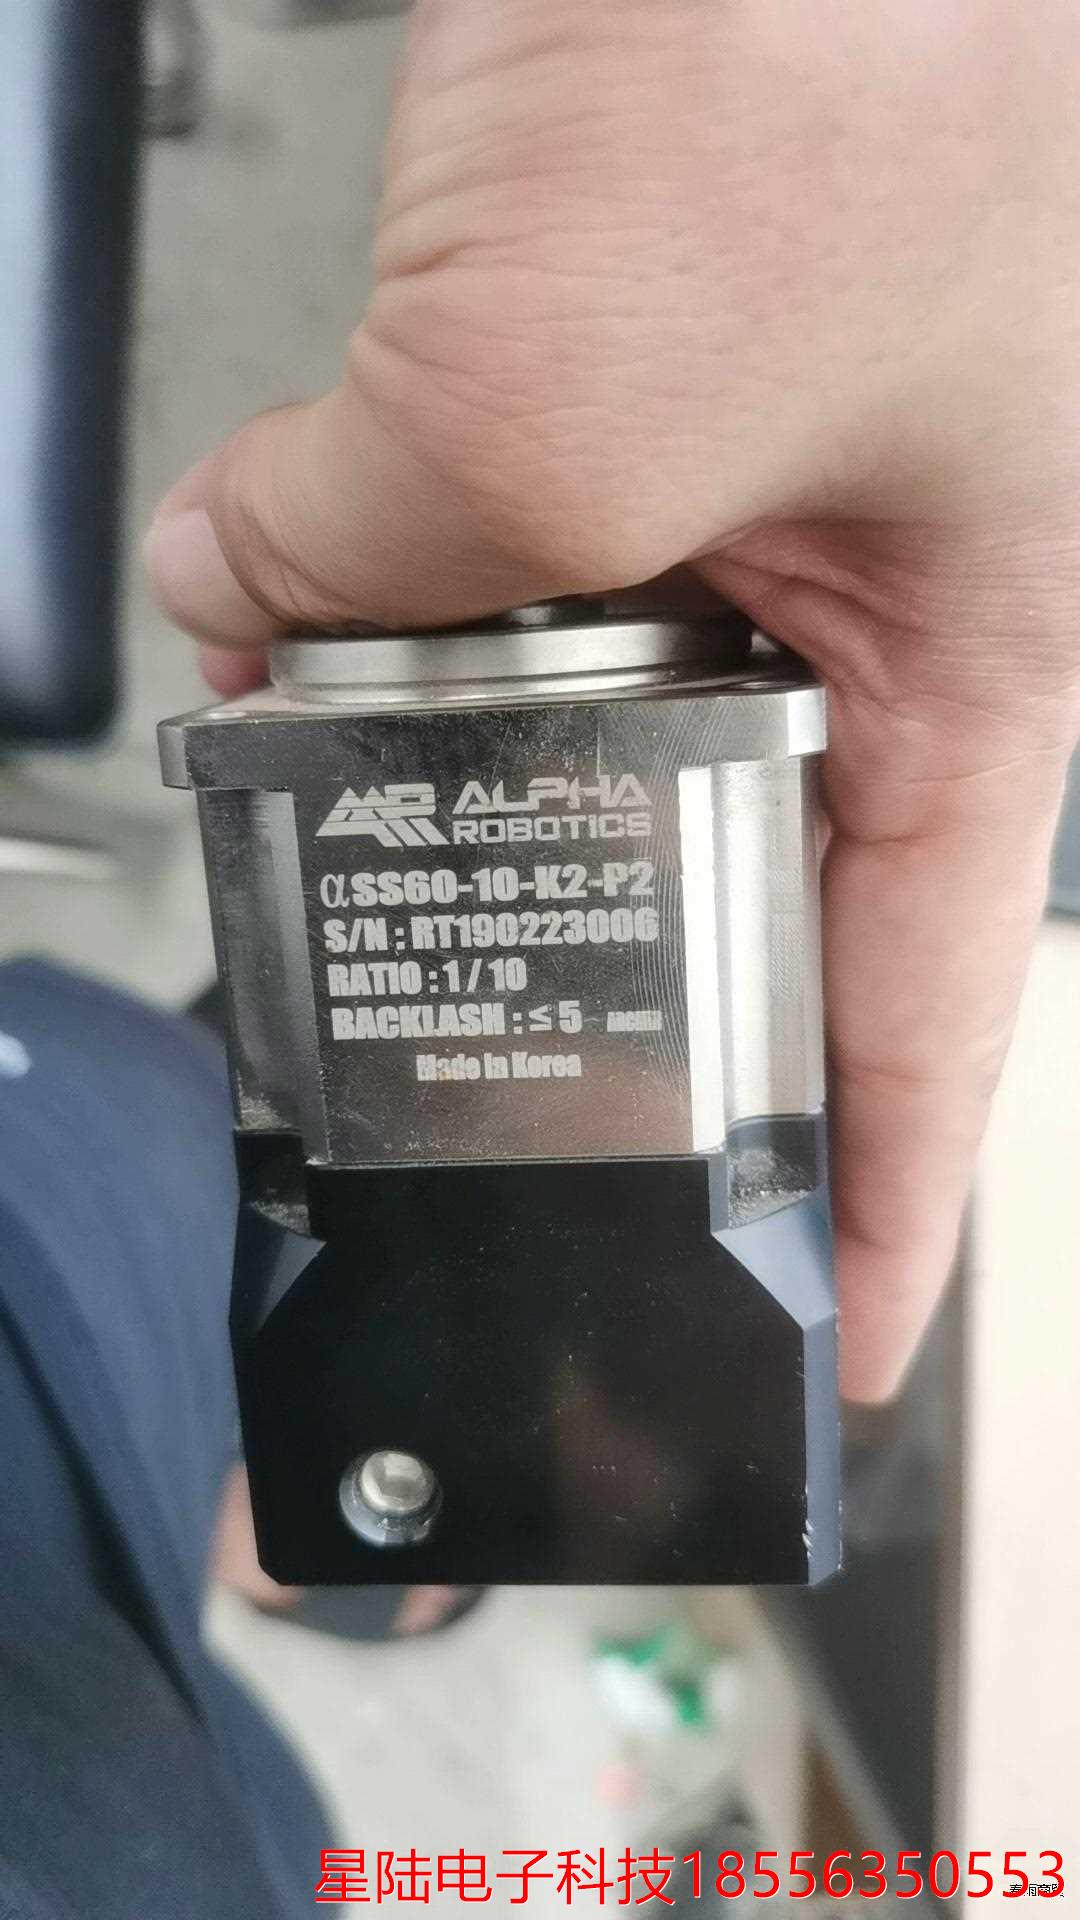 ALPHA
ROBOTICS
αSS60-10-K2-P2
S/N : RT190223006
RATIO : 1 / 10
BACKLASH : ≤ 5 ARCMIN
Made In Korea
星陆电子科技18556350553